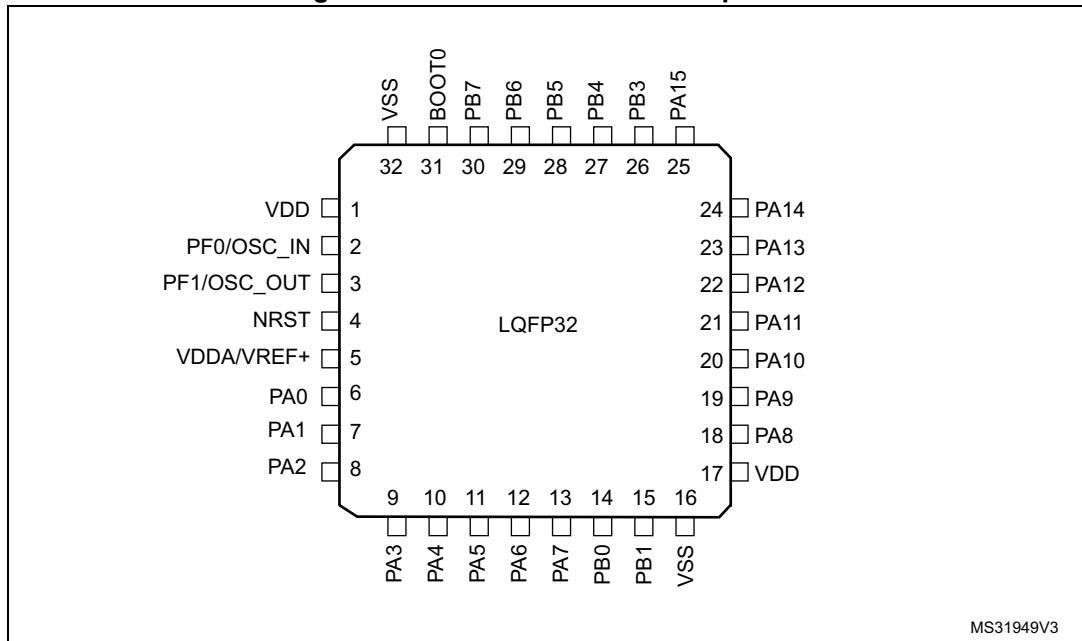 VSS
BOOT0
PB7
PB6
PB5
PB4
PB3
PA15
32 31 30 29 28 27 26 25
VDD 1
PF0/OSC_IN 2
PF1/OSC_OUT 3
NRST 4
VDDA/VREF+ 5
PA0 6
PA1 7
PA2 8
LQFP32
24 PA14
23 PA13
22 PA12
21 PA11
20 PA10
19 PA9
18 PA8
17 VDD
9 10 11 12 13 14 15 16
PA3
PA4
PA5
PA6
PA7
PB0
PB1
VSS
MS31949V3